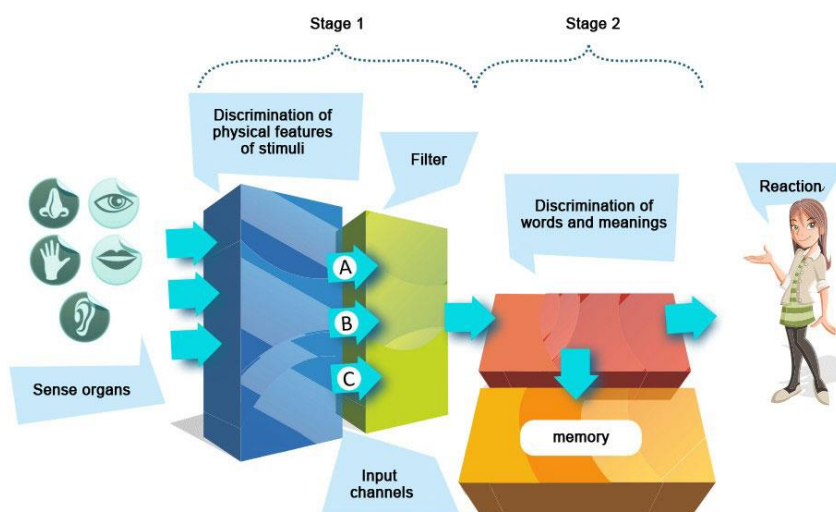 Stage 1
Stage 2
Discrimination of
physical features
of stimuli
Filter
Discrimination of
words and meanings
Reaction
A
B
C
Sense organs
memory
Input
channels